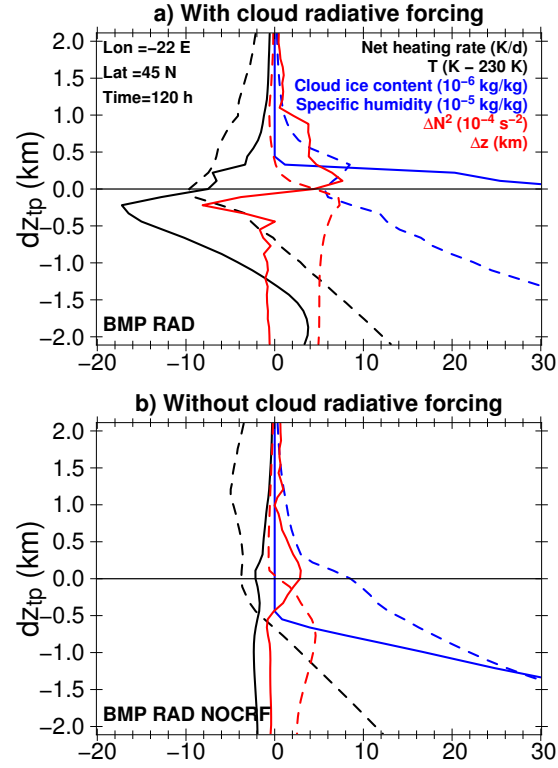 a) With cloud radiative forcing
Lon =−22 E
Lat =45 N
Time=120 h
Net heating rate (K/d)
T (K − 230 K)
Cloud ice content (10⁻⁶ kg/kg)
Specific humidity (10⁻⁵ kg/kg)
ΔN² (10⁻⁴ s⁻²)
Δz (km)
2.0
1.5
1.0
0.5
0.0
−0.5
−1.0
−1.5
−2.0
dz_tp (km)
BMP RAD
−20 −10 0 10 20 30
b) Without cloud radiative forcing
2.0
1.5
1.0
0.5
0.0
−0.5
−1.0
−1.5
−2.0
dz_tp (km)
BMP RAD NOCRF
−20 −10 0 10 20 30